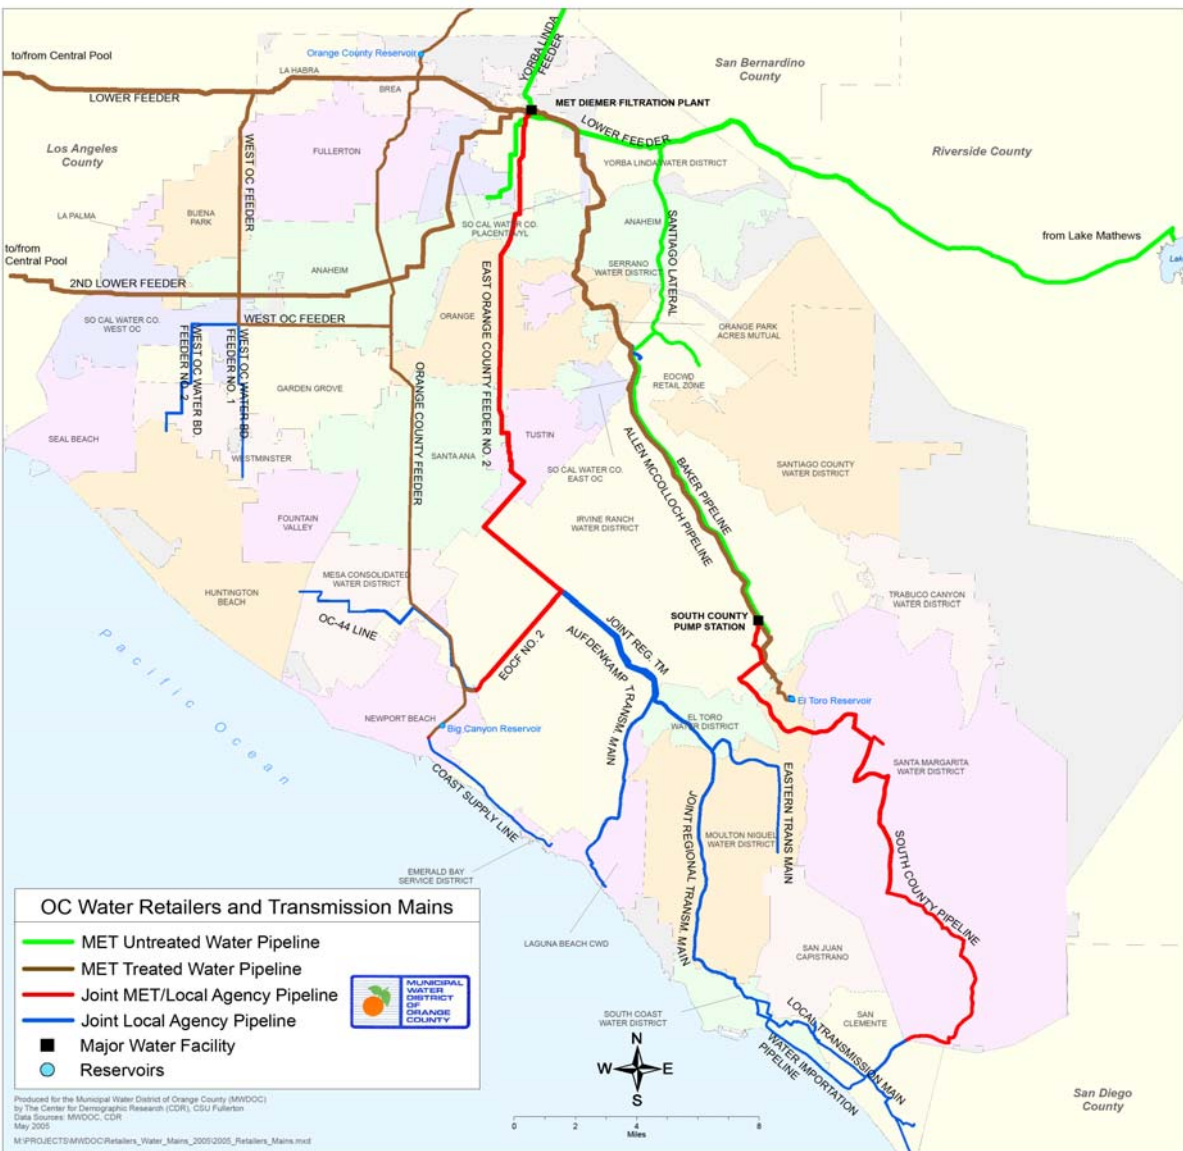 to/from Central Pool
Orange County Reservoir
YORBA LINDA
FEEDER
San Bernardino
County
LA HABRA
BREA
LOWER FEEDER
MET DIEMER FILTRATION PLANT
LOWER FEEDER
Los Angeles
County
WEST OC FEEDER
FULLERTON
YORBA LINDA WATER DISTRICT
Riverside County
LA PALMA
BUENA
PARK
SO CAL WATER CO.
PLACENTIA/YL
ANAHEIM
SANTIAGO LATERAL
from Lake Mathews
to/from
Central Pool
ANAHEIM
SERRANO
WATER DISTRICT
Lake
2ND LOWER FEEDER
EAST ORANGE COUNTY FEEDER NO. 2
SO CAL WATER CO.
WEST OC
WEST OC FEEDER
ORANGE
ORANGE PARK
ACRES MUTUAL
WEST OC WATER BD.
FEEDER NO. 2
WEST OC WATER BD.
FEEDER NO. 1
GARDEN GROVE
ORANGE COUNTY FEEDER
EOCWD
RETAIL ZONE
SEAL BEACH
WESTMINSTER
SANTA ANA
TUSTIN
SO CAL WATER CO.
EAST OC
ALLEN MCCOLLOCH PIPELINE
BAKER PIPELINE
SANTIAGO COUNTY
WATER DISTRICT
FOUNTAIN
VALLEY
IRVINE RANCH
WATER DISTRICT
MESA CONSOLIDATED
WATER DISTRICT
HUNTINGTON
BEACH
OC-44 LINE
TRABUCO CANYON
WATER DISTRICT
SOUTH COUNTY
PUMP STATION
JOINT REG. TM
AUFDENKAMP TRANSM. MAIN
EOCF NO. 2
Pacific Ocean
El Toro Reservoir
NEWPORT BEACH
Big Canyon Reservoir
EL TORO
WATER DISTRICT
SANTA MARGARITA
WATER DISTRICT
COAST SUPPLY LINE
EASTERN TRANS MAIN
JOINT REGIONAL TRANSM. MAIN
MOULTON NIGUEL
WATER DISTRICT
SOUTH COUNTY PIPELINE
EMERALD BAY
SERVICE DISTRICT
LAGUNA BEACH CWD
SAN JUAN
CAPISTRANO
SOUTH COAST
WATER DISTRICT
SAN
CLEMENTE
LOCAL TRANSMISSION MAIN
WATER IMPORTATION
PIPELINE
San Diego
County
OC Water Retailers and Transmission Mains
MET Untreated Water Pipeline
MET Treated Water Pipeline
Joint MET/Local Agency Pipeline
Joint Local Agency Pipeline
Major Water Facility
Reservoirs
MUNICIPAL
WATER
DISTRICT
OF
ORANGE
COUNTY
N
W E
S
0 2 4 8
Miles
Produced for the Municipal Water District of Orange County (MWDOC)
by The Center for Demographic Research (CDR), CSU Fullerton
Data Sources: MWDOC, CDR
May 2005
M:\PROJECTS\MWDOC\Retailers_Water_Mains_2005\2005_Retailers_Mains.mxd